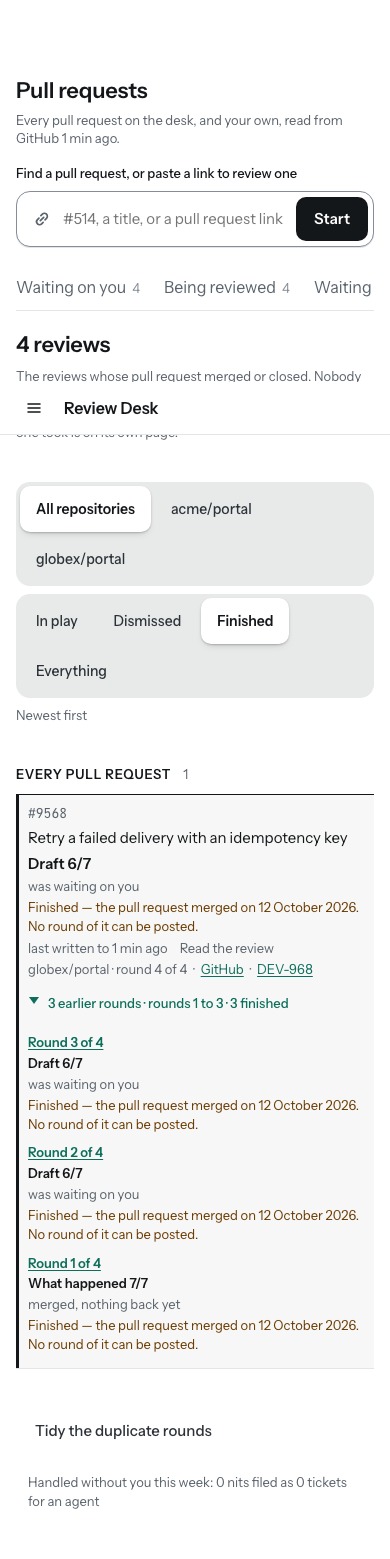 Pull requests
Every pull request on the desk, and your own, read from
GitHub 1 min ago.
Find a pull request, or paste a link to review one
#514, a title, or a pull request link
Start
Waiting on you 4 Being reviewed 4 Waiting
4 reviews
The reviews whose pull request merged or closed. Nobody
Review Desk
one took is on its own page.
All repositories acme/portal
globex/portal
In play Dismissed Finished
Everything
Newest first
EVERY PULL REQUEST 1
#9568
Retry a failed delivery with an idempotency key
Draft 6/7
was waiting on you
Finished — the pull request merged on 12 October 2026.
No round of it can be posted.
last written to 1 min ago Read the review
globex/portal · round 4 of 4 · GitHub · DEV-968
3 earlier rounds · rounds 1 to 3 · 3 finished
Round 3 of 4
Draft 6/7
was waiting on you
Finished — the pull request merged on 12 October 2026.
No round of it can be posted.
Round 2 of 4
Draft 6/7
was waiting on you
Finished — the pull request merged on 12 October 2026.
No round of it can be posted.
Round 1 of 4
What happened 7/7
merged, nothing back yet
Finished — the pull request merged on 12 October 2026.
No round of it can be posted.
Tidy the duplicate rounds
Handled without you this week: 0 nits filed as 0 tickets
for an agent